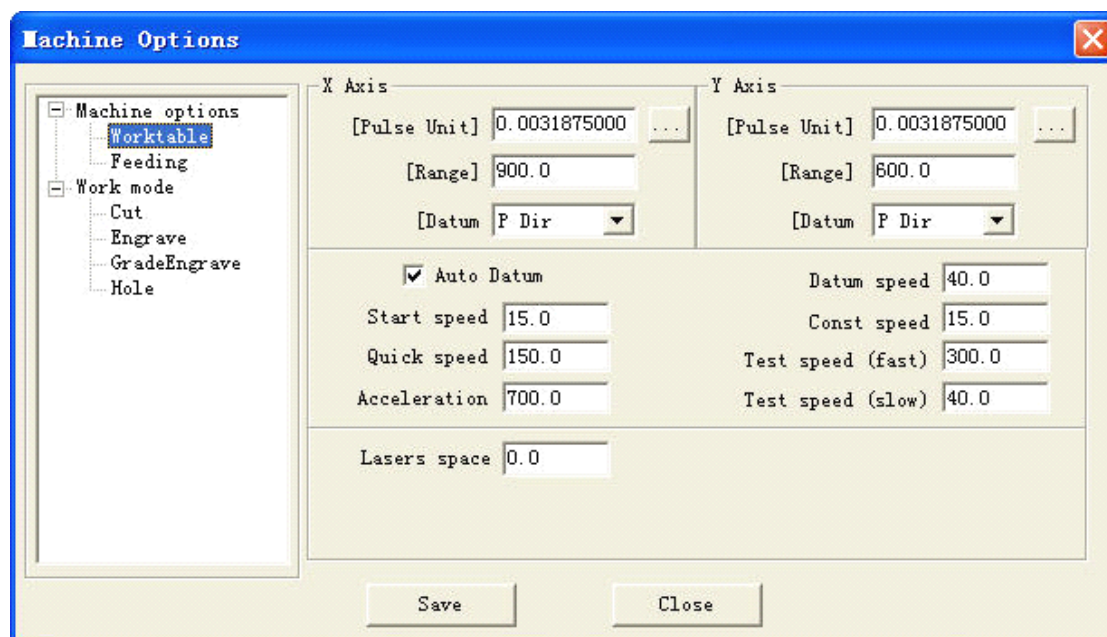 Machine Options
Machine options
Worktable
Feeding
Work mode
Cut
Engrave
GradeEngrave
Hole
X Axis
[Pulse Unit] 0.0031875000 ...
[Range] 900.0
[Datum P Dir
Y Axis
[Pulse Unit] 0.0031875000 ...
[Range] 600.0
[Datum P Dir
Auto Datum
Start speed 15.0
Quick speed 150.0
Acceleration 700.0
Datum speed 40.0
Const speed 15.0
Test speed (fast) 300.0
Test speed (slow) 40.0
Lasers space 0.0
Save Close